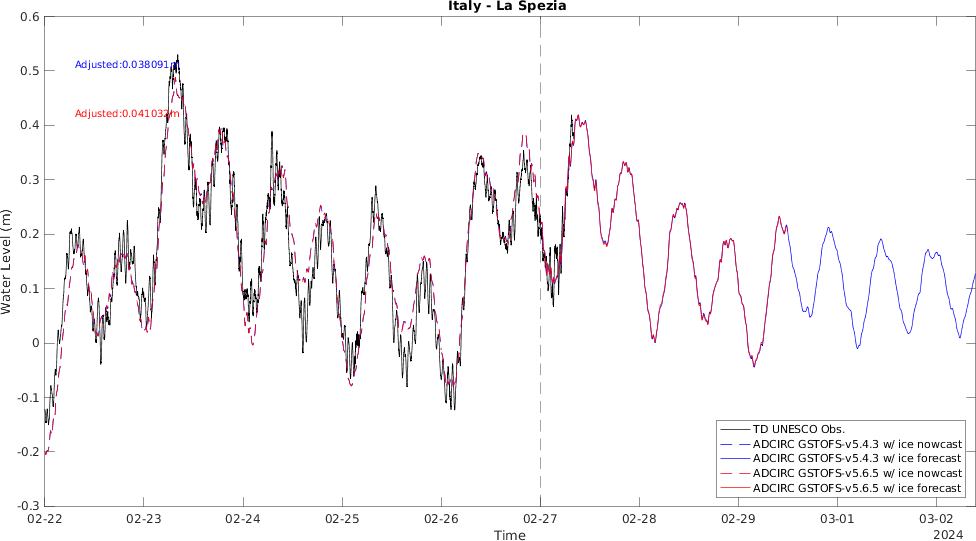 Italy - La Spezia
0.6
0.5
0.4
0.3
0.2
0.1
0
-0.1
-0.2
-0.3
Water Level (m)
Adjusted:0.038091
Adjusted:0.041032m
TD UNESCO Obs.
ADCIRC GSTOFS-v5.4.3 w/ ice nowcast
ADCIRC GSTOFS-v5.4.3 w/ ice forecast
ADCIRC GSTOFS-v5.6.5 w/ ice nowcast
ADCIRC GSTOFS-v5.6.5 w/ ice forecast
02-22 02-23 02-24 02-25 02-26 02-27 02-28 02-29 03-01 03-02
Time
2024